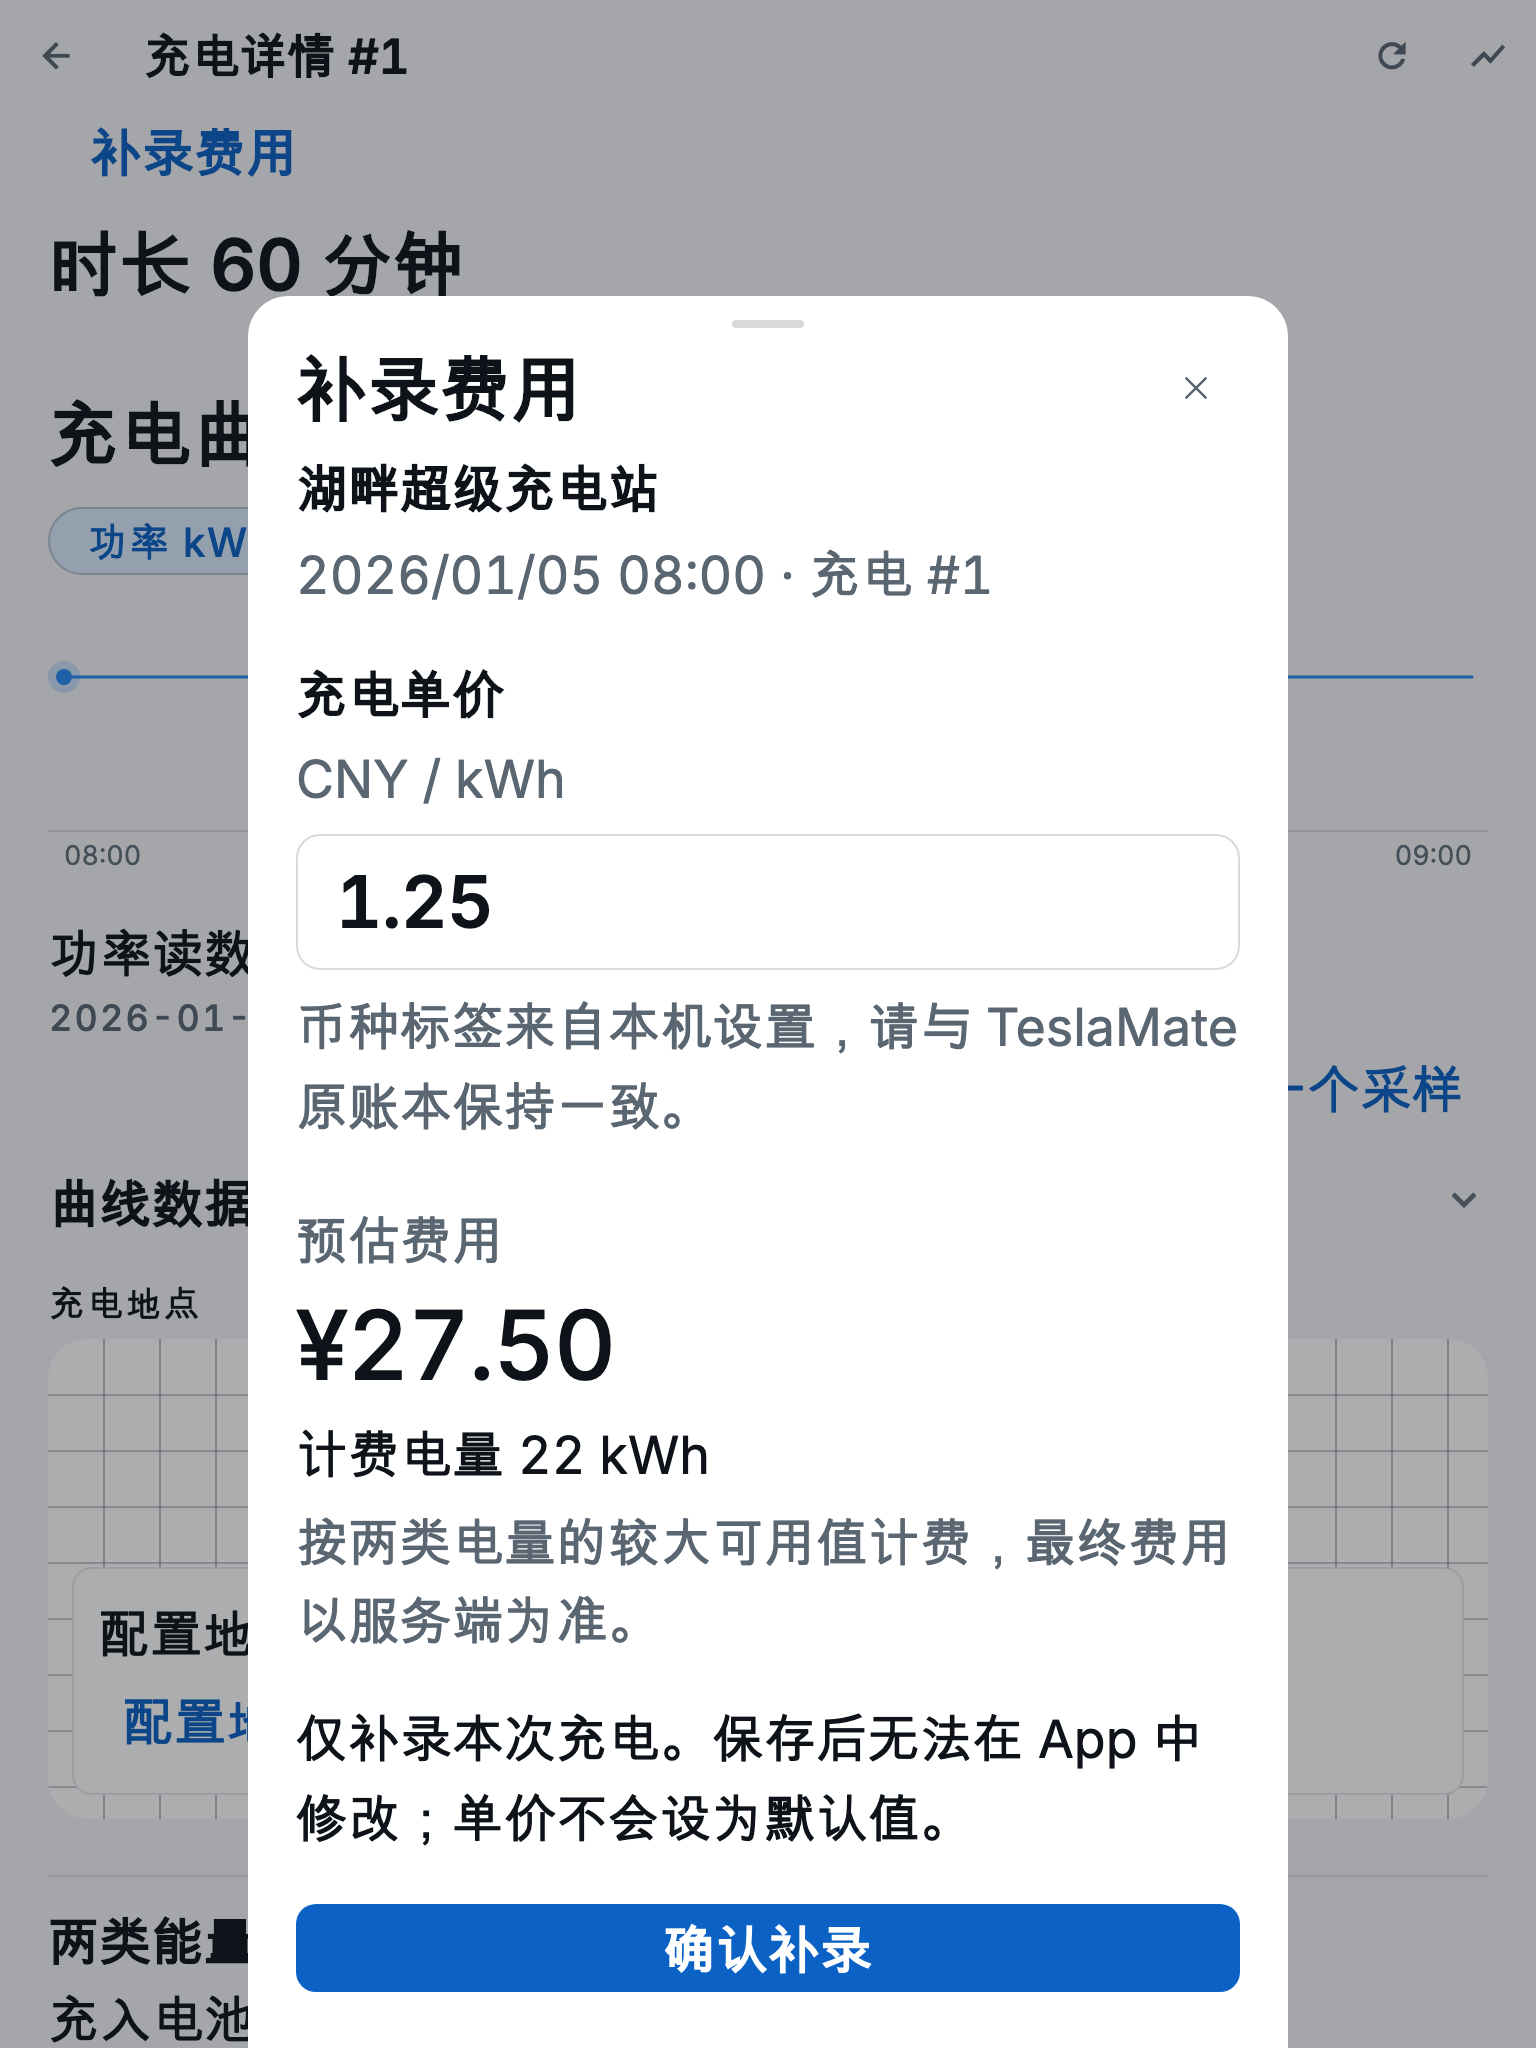 充电详情 #1
补录费用
时长 60 分钟
充电曲
功率 kW
08:00
09:00
功率读数
2026-01-
一个采样
曲线数据
充电地点
配置地
配置地
两类能量
充入电池
补录费用
湖畔超级充电站
2026/01/05 08:00 · 充电 #1
充电单价
CNY / kWh
1.25
币种标签来自本机设置，请与 TeslaMate
原账本保持一致。
预估费用
¥27.50
计费电量 22 kWh
按两类电量的较大可用值计费，最终费用
以服务端为准。
仅补录本次充电。保存后无法在 App 中
修改；单价不会设为默认值。
确认补录